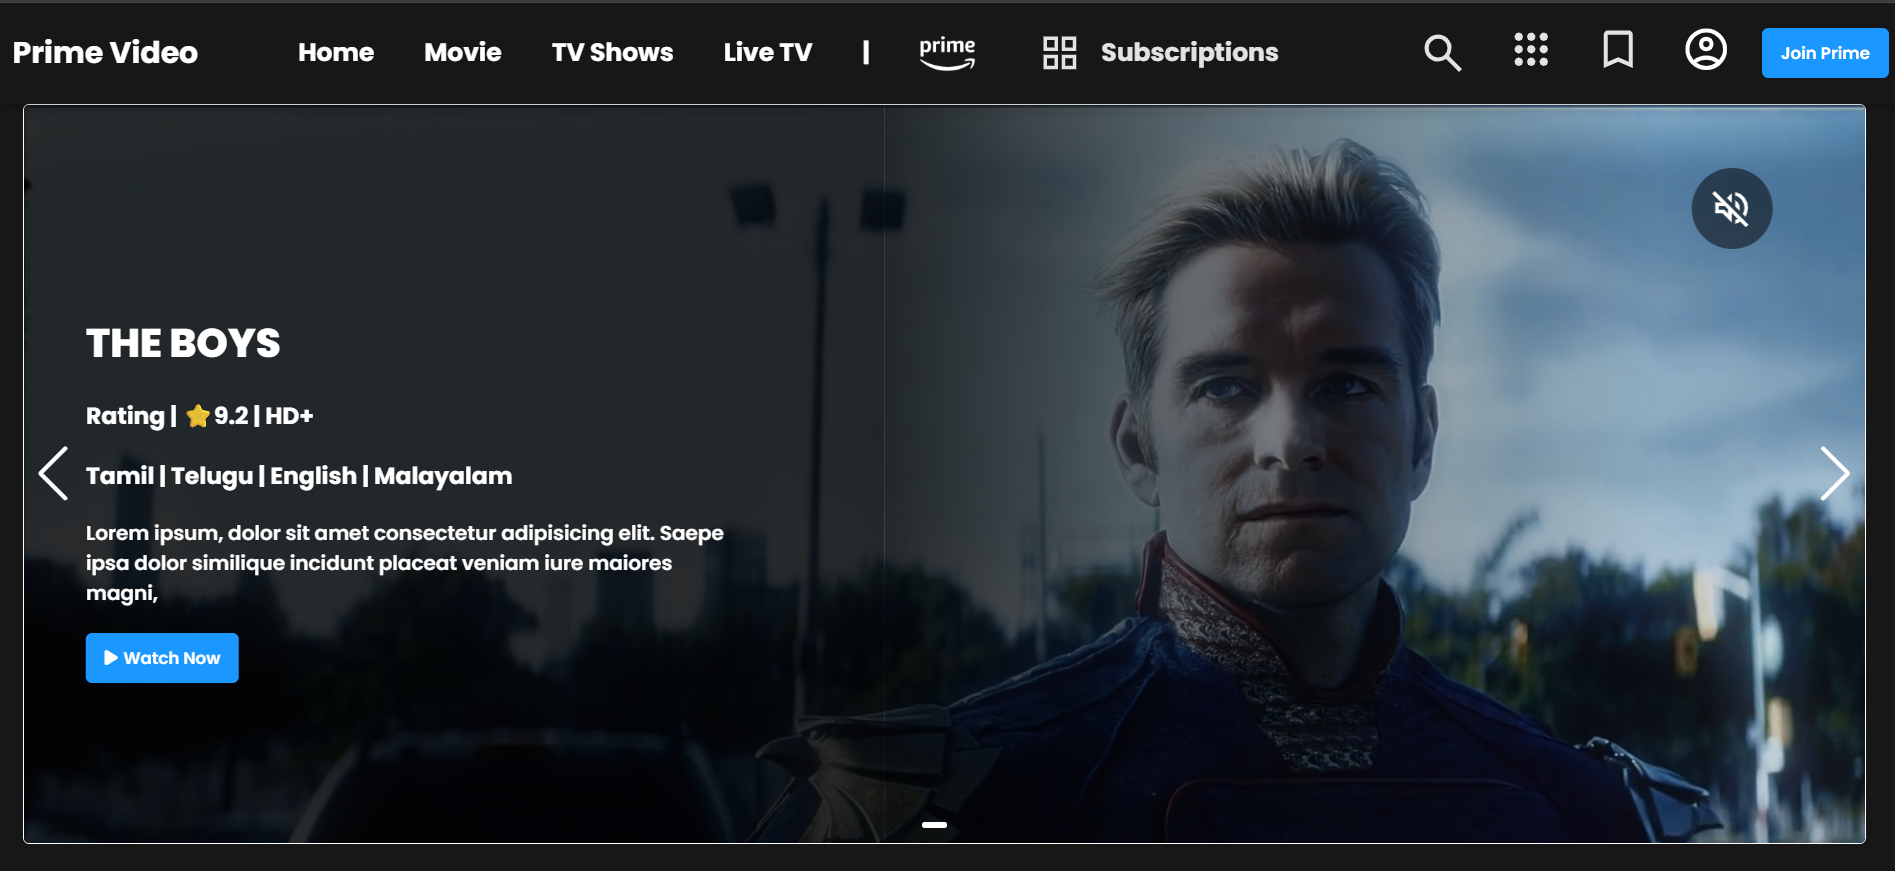 Prime Video Home Movie TV Shows Live TV | prime Subscriptions Join Prime
THE BOYS
Rating | ⭐9.2 | HD+
Tamil | Telugu | English | Malayalam
Lorem ipsum, dolor sit amet consectetur adipisicing elit. Saepe
ipsa dolor similique incidunt placeat veniam iure maiores
magni,
Watch Now